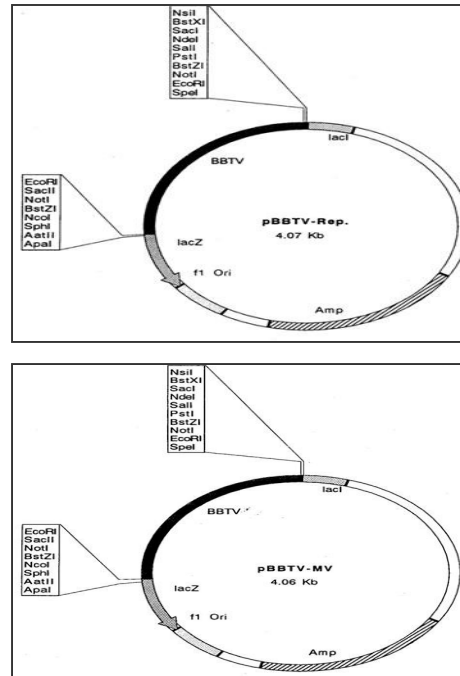 NsiI
BstXI
SacI
NdeI
SalI
PstI
BstZI
NotI
EcoRI
SpeI
lacI
BBTV
EcoRI
SacII
NotI
BstZI
NcoI
SphI
AatII
ApaI
pBBTV-Rep.
4.07 Kb
lacZ
f1 Ori
Amp
NsiI
BstXI
SacI
NdeI
SalI
PstI
BstZI
NotI
EcoRI
SpeI
lacI
BBTV
EcoRI
SacII
NotI
BstZI
NcoI
SphI
AatII
ApaI
pBBTV-MV
4.06 Kb
lacZ
f1 Ori
Amp